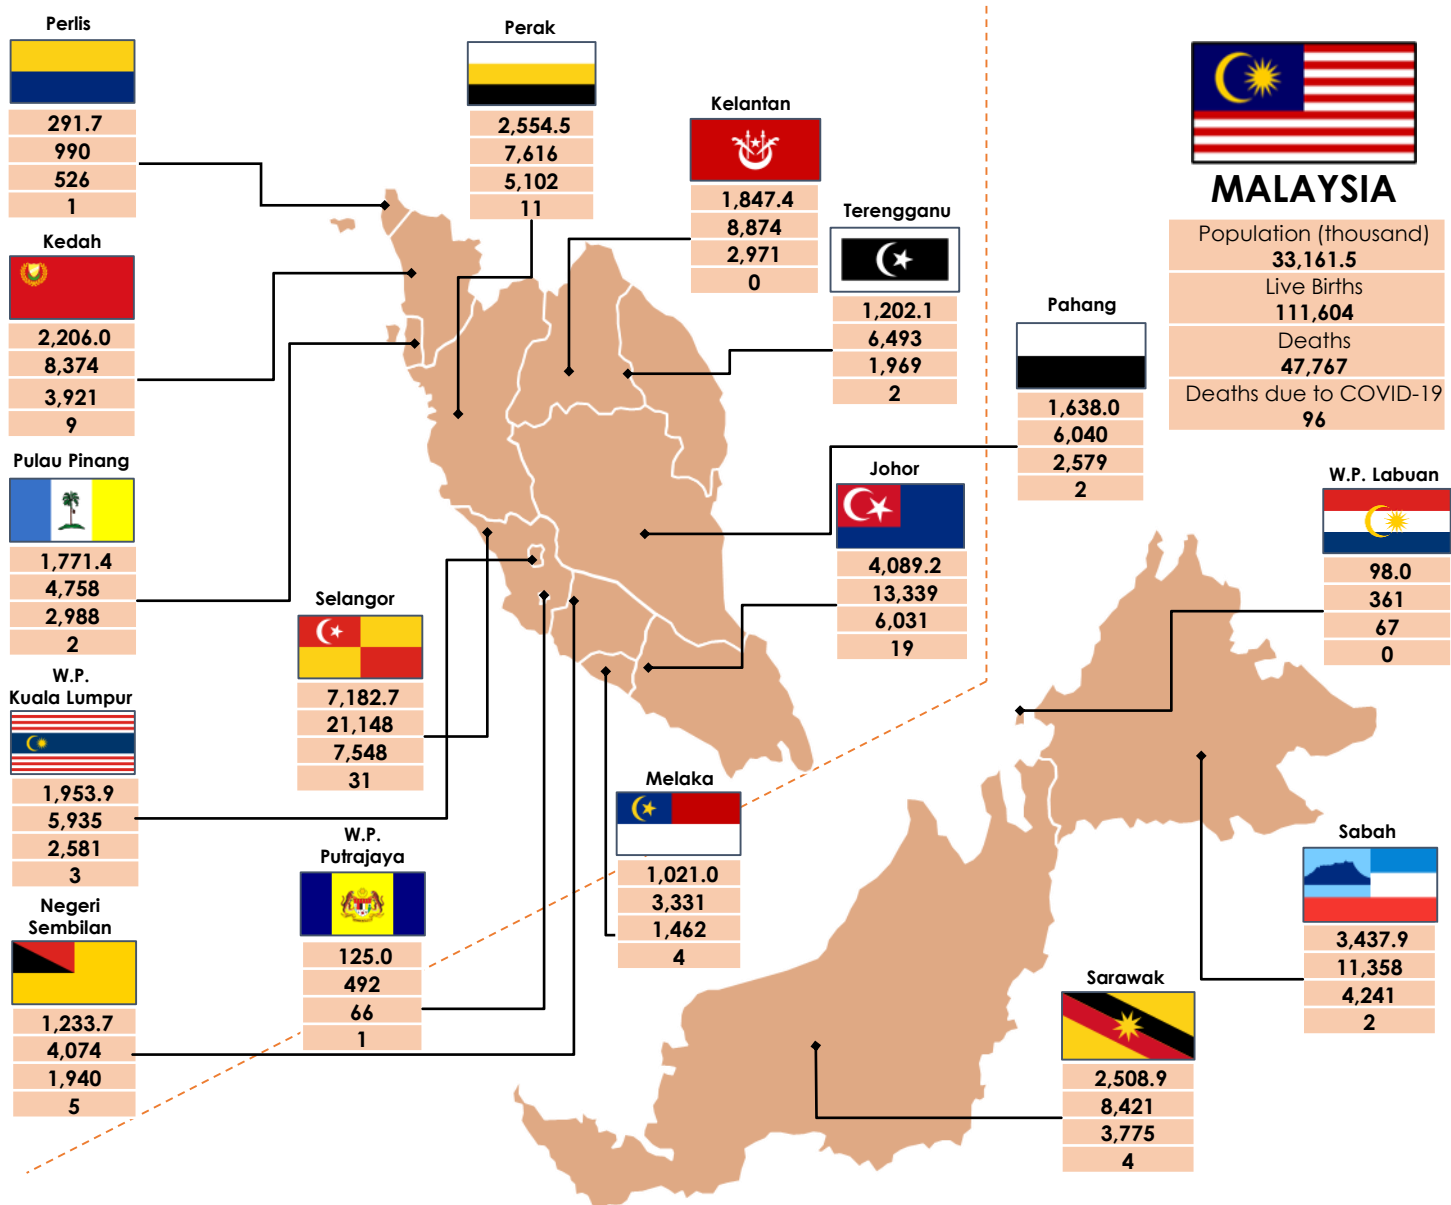 Perlis
291.7
990
526
1
Perak
2,554.5
7,616
5,102
11
Kelantan
1,847.4
8,874
2,971
0
Terengganu
1,202.1
6,493
1,969
2
MALAYSIA
Population (thousand)
33,161.5
Live Births
111,604
Deaths
47,767
Deaths due to COVID-19
96
Kedah
2,206.0
8,374
3,921
9
Pahang
1,638.0
6,040
2,579
2
Pulau Pinang
1,771.4
4,758
2,988
2
Johor
4,089.2
13,339
6,031
19
W.P. Labuan
98.0
361
67
0
Selangor
7,182.7
21,148
7,548
31
W.P.
Kuala Lumpur
1,953.9
5,935
2,581
3
Melaka
1,021.0
3,331
1,462
4
W.P.
Putrajaya
125.0
492
66
1
Sabah
3,437.9
11,358
4,241
2
Negeri
Sembilan
1,233.7
4,074
1,940
5
Sarawak
2,508.9
8,421
3,775
4